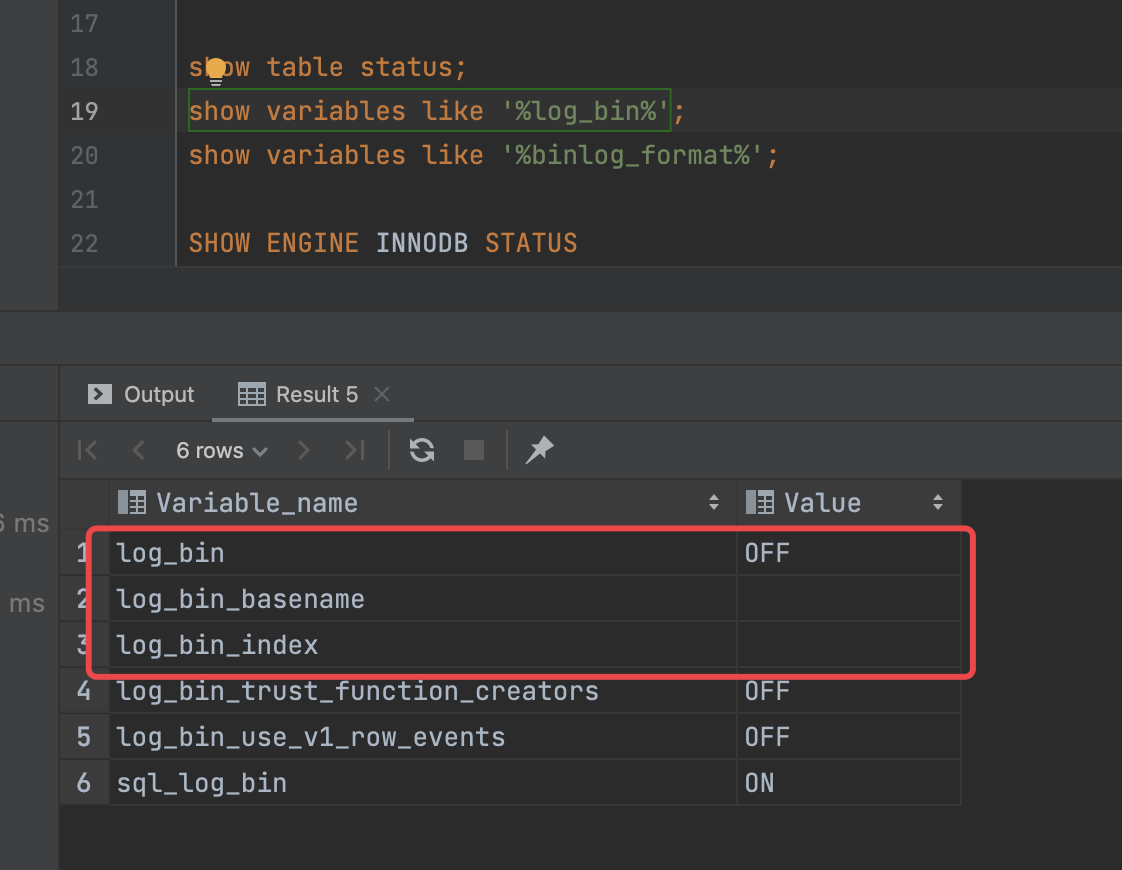 17
18 show table status;
19 show variables like '%log_bin%';
20 show variables like '%binlog_format%';
21
22 SHOW ENGINE INNODB STATUS
Output Result 5
6 rows
Variable_name Value
ms
ms
1 log_bin OFF
2 log_bin_basename
3 log_bin_index
4 log_bin_trust_function_creators OFF
5 log_bin_use_v1_row_events OFF
6 sql_log_bin ON